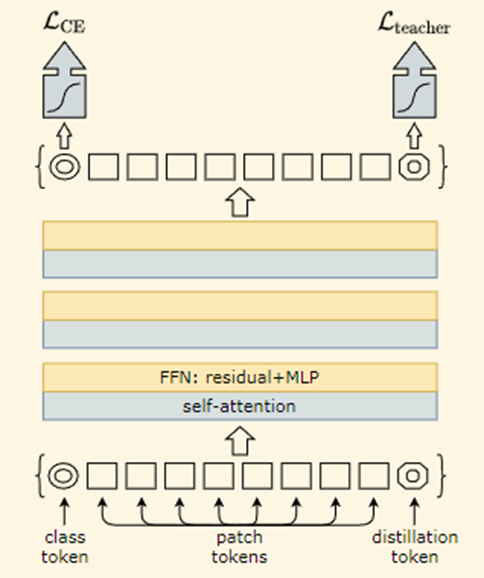 ℒCE
ℒteacher
FFN: residual+MLP
self-attention
class
token
patch
tokens
distillation
token